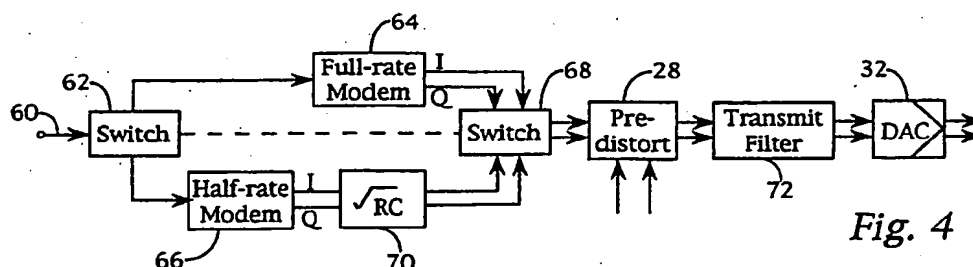 64
Full-rate
Modem
I
Q
62
60
Switch
68
Switch
28
Pre-
distort
Transmit
Filter
72
32
DAC
Half-rate
Modem
66
I
Q
√RC
70
Fig. 4